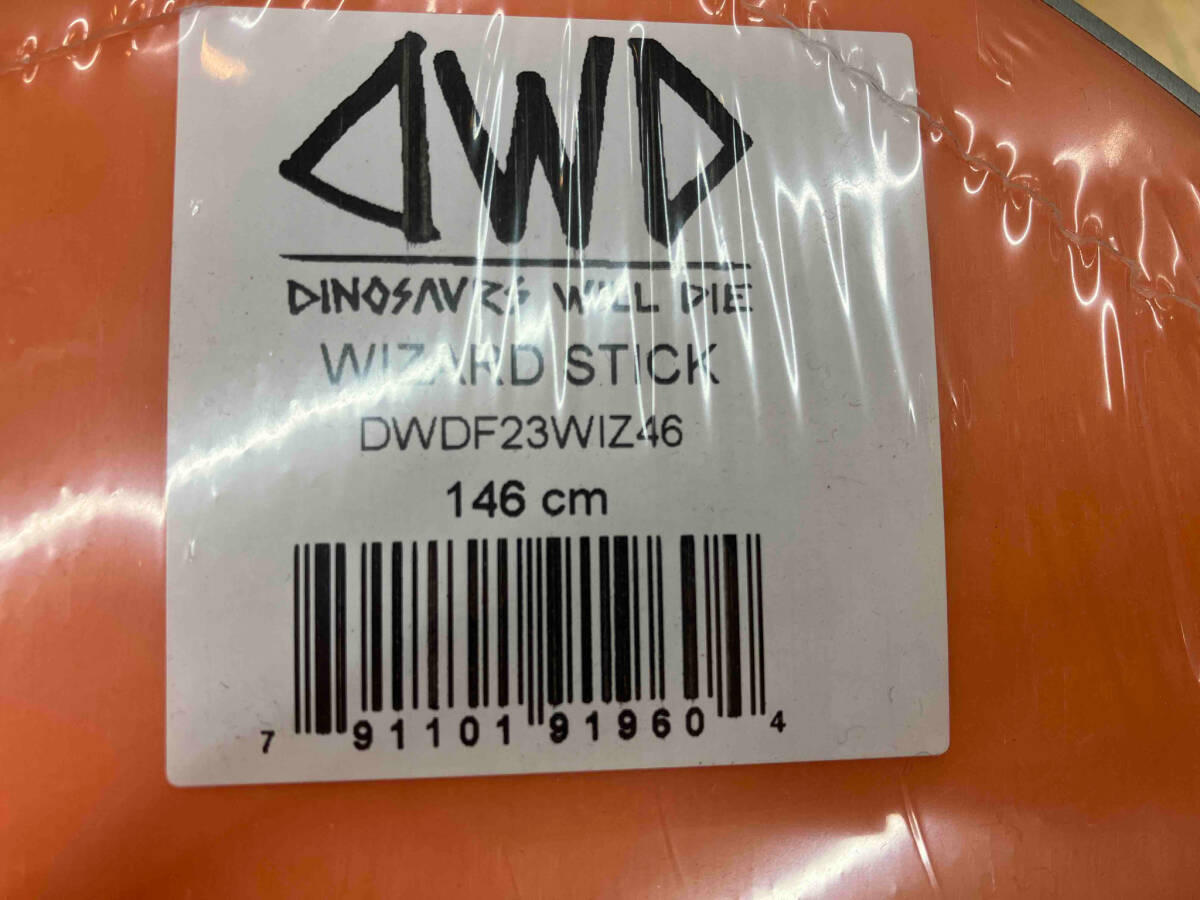 DWD
DINOSAURS WILL DIE
WIZARD STICK
DWDF23WIZ46
146 cm
7 91101 91960 4